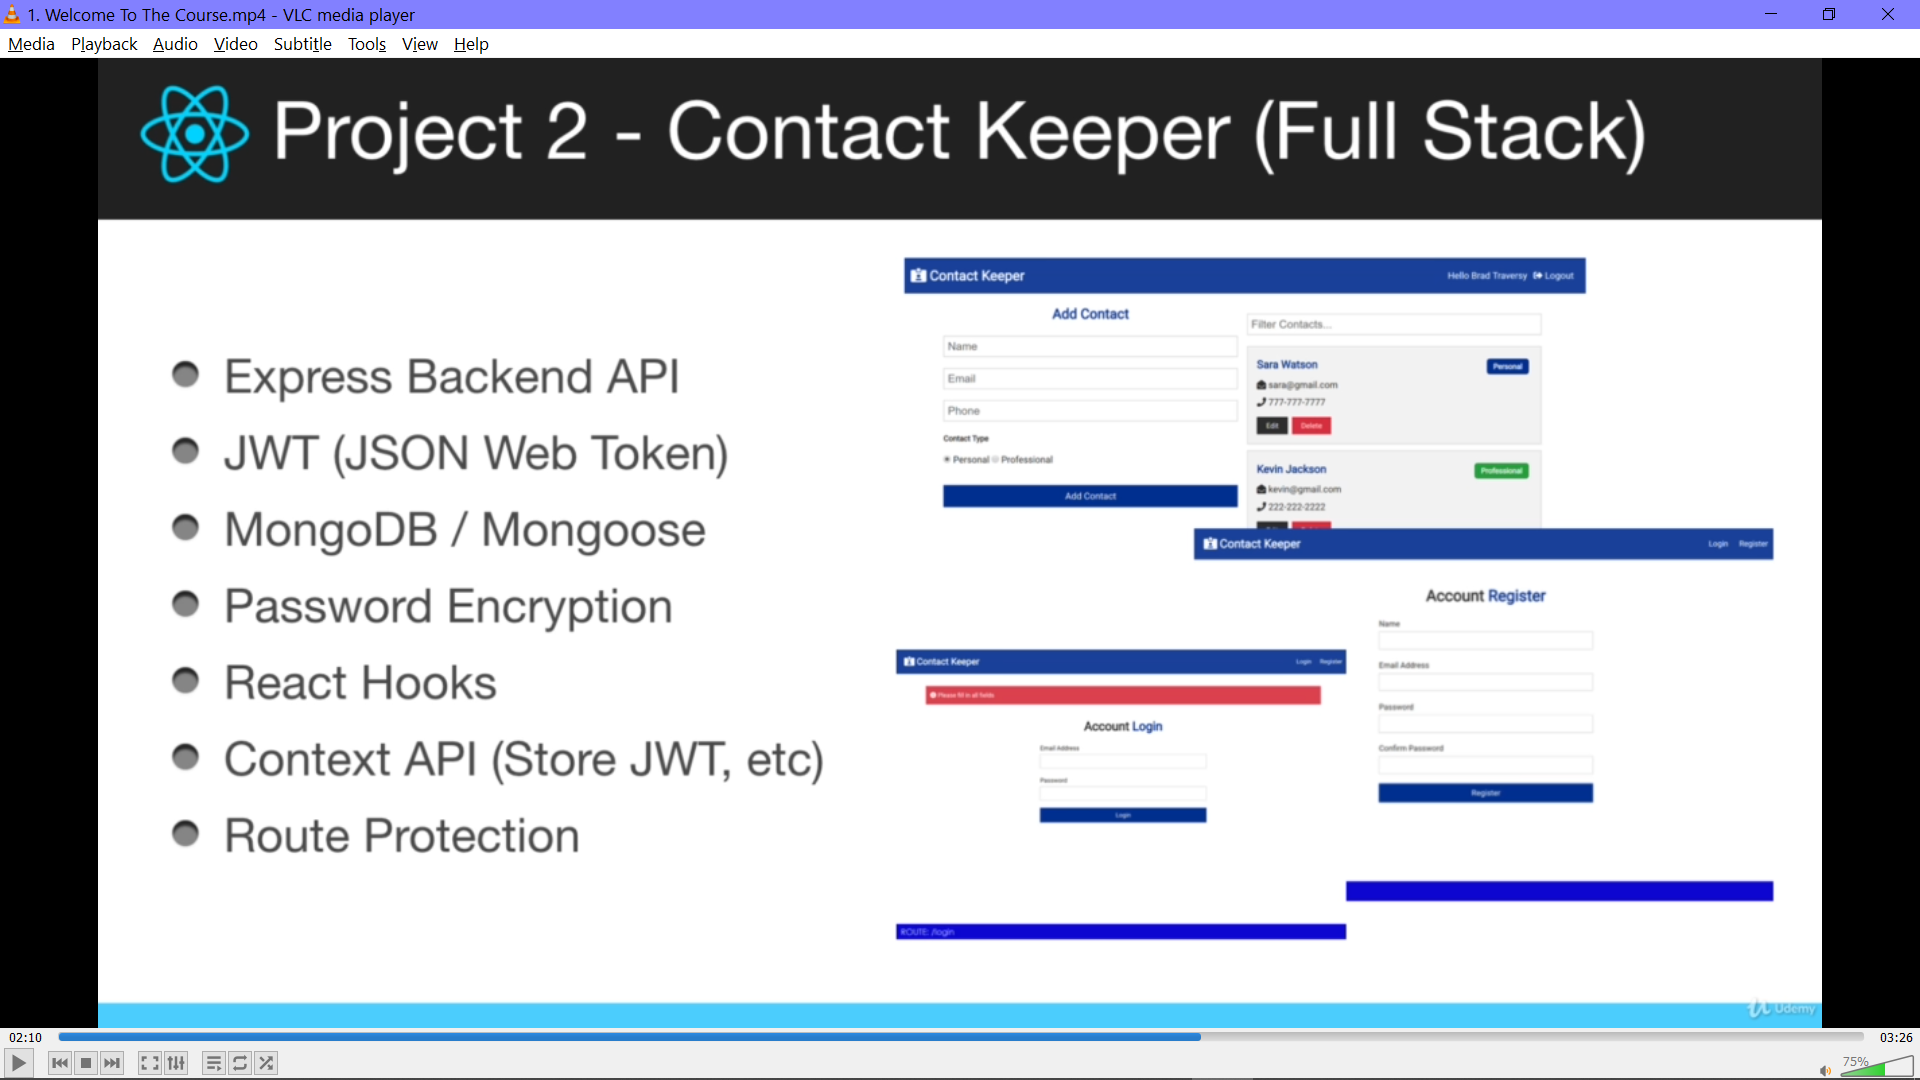 1. Welcome To The Course.mp4 - VLC media player
Media Playback Audio Video Subtitle Tools View Help
Project 2 - Contact Keeper (Full Stack)
Express Backend API
JWT (JSON Web Token)
MongoDB / Mongoose
Password Encryption
React Hooks
Context API (Store JWT, etc)
Route Protection
Contact Keeper
Hello Brad Traversy Logout
Add Contact
Name
Email
Phone
Contact Type
Personal Professional
Add Contact
Filter Contacts...
Sara Watson
Personal
sara@gmail.com
777-777-7777
Edit Delete
Kevin Jackson
Professional
kevin@gmail.com
222-222-2222
Contact Keeper
Login Register
Account Register
Name
Email Address
Password
Confirm Password
Register
Contact Keeper
Login Register
Please fill in all fields
Account Login
Email Address
Password
Login
ROUTE: /login
Udemy
02:10
03:26
75%